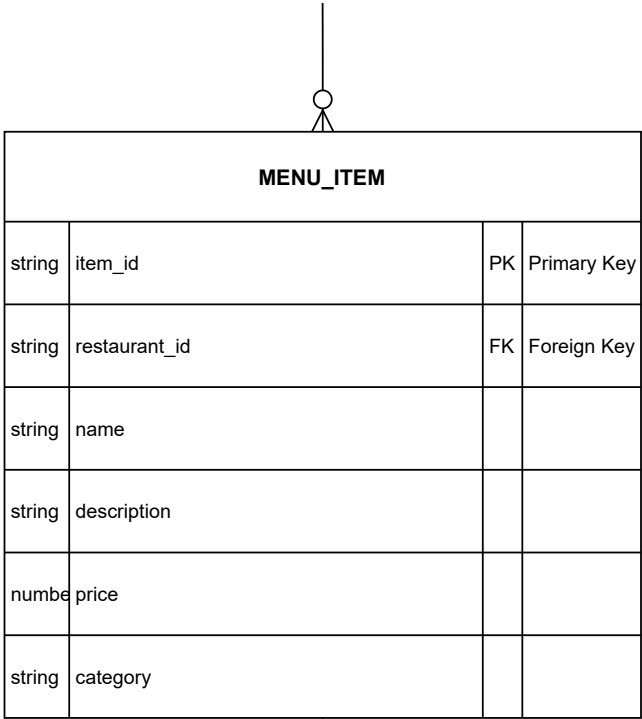 MENU_ITEM
string item_id PK Primary Key
string restaurant_id FK Foreign Key
string name
string description
numbe price
string category